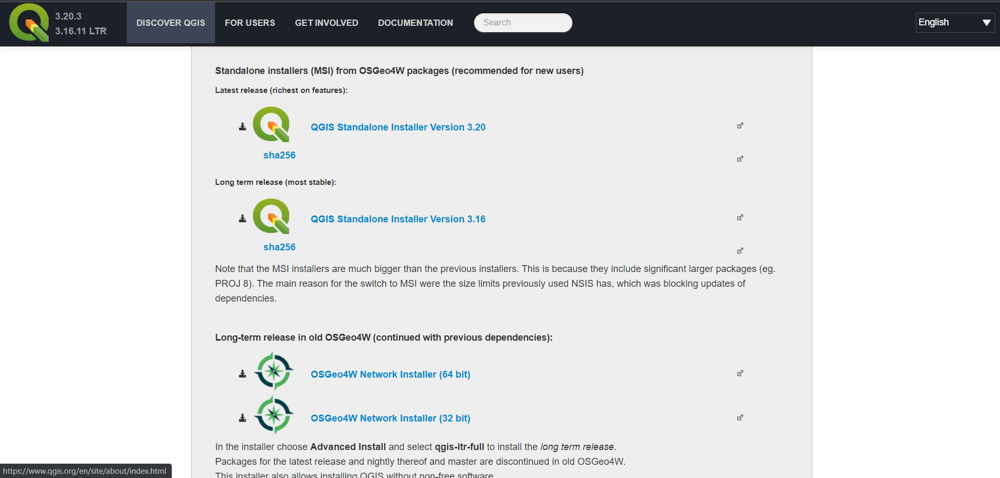 3.20.3
3.16.11 LTR
DISCOVER QGIS
FOR USERS
GET INVOLVED
DOCUMENTATION
Search
English
Standalone installers (MSI) from OSGeo4W packages (recommended for new users)
Latest release (richest on features):
QGIS Standalone Installer Version 3.20
sha256
Long term release (most stable):
QGIS Standalone Installer Version 3.16
sha256
Note that the MSI installers are much bigger than the previous installers. This is because they include significant larger packages (eg.
PROJ 8). The main reason for the switch to MSI were the size limits previously used NSIS has, which was blocking updates of
dependencies.
Long-term release in old OSGeo4W (continued with previous dependencies):
OSGeo4W Network Installer (64 bit)
OSGeo4W Network Installer (32 bit)
In the installer choose Advanced Install and select qgis-ltr-full to install the long term release.
Packages for the latest release and nightly thereof and master are discontinued in old OSGeo4W.
This installer also allows installing QGIS without non-free software.
https://www.qgis.org/en/site/about/index.html